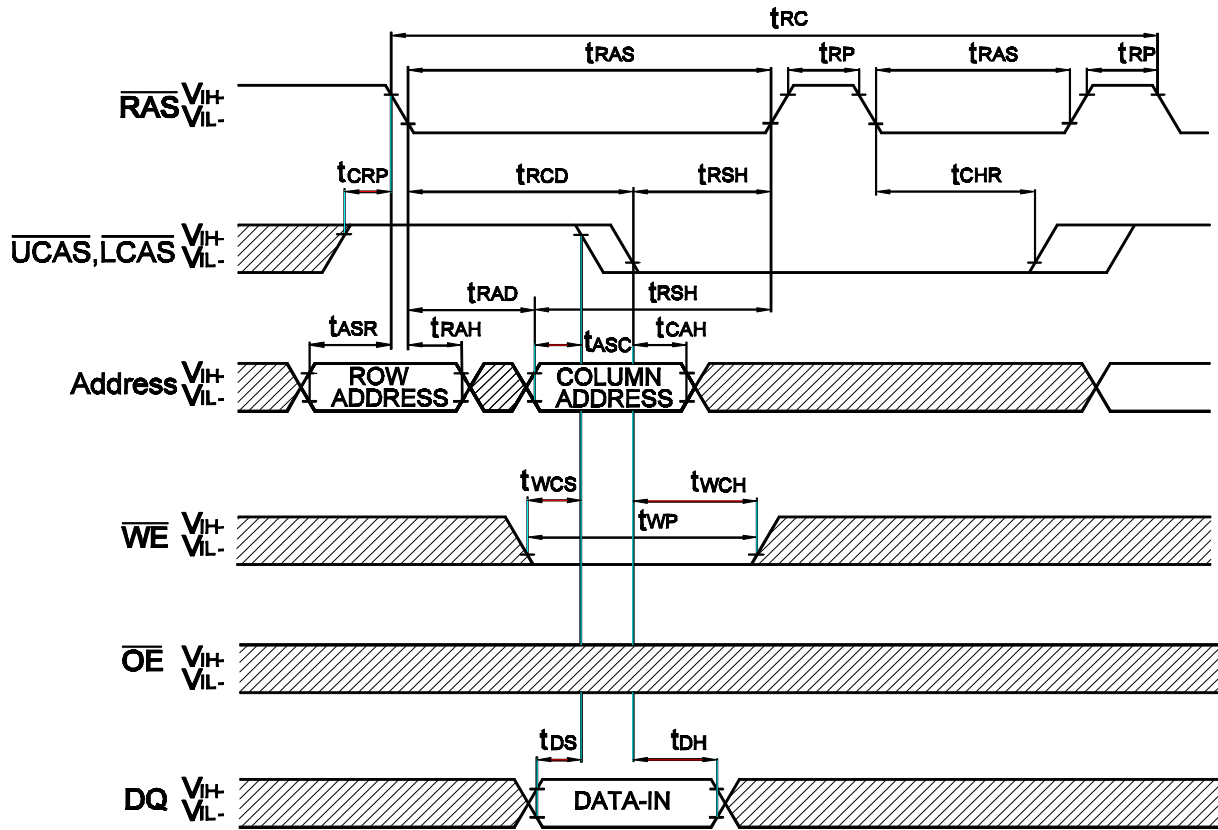 tRC
tRAS tRP tRAS tRP
RAS VIH-
VIL-
tCRP tRCD tRSH tCHR
UCAS,LCAS VIH-
VIL-
tRAD tRSH
tASR tRAH tASC tCAH
Address VIH-
VIL-
ROW
ADDRESS
COLUMN
ADDRESS
tWCS tWCH
tWP
WE VIH-
VIL-
OE VIH-
VIL-
tDS tDH
DQ VIH-
VIL-
DATA-IN